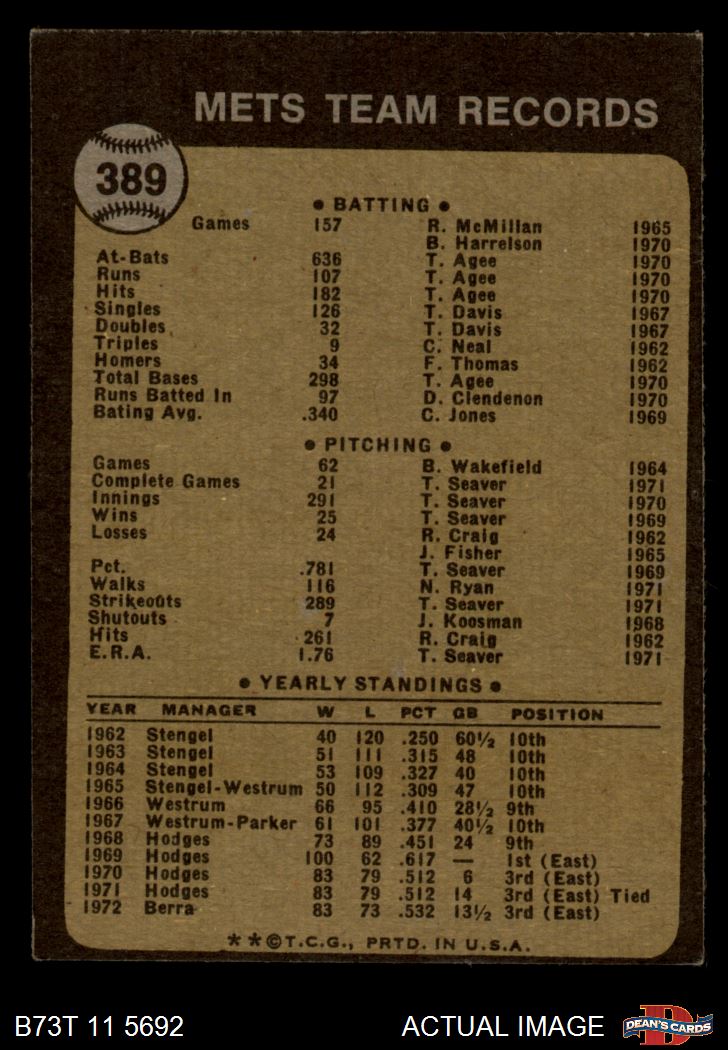 METS TEAM RECORDS
389
• BATTING •
Games 157 R. McMillan 1965
B. Harrelson 1970
At-Bats 636 T. Agee 1970
Runs 107 T. Agee 1970
Hits 182 T. Agee 1970
Singles 126 T. Davis 1967
Doubles 32 T. Davis 1967
Triples 9 C. Neal 1962
Homers 34 F. Thomas 1962
Total Bases 298 T. Agee 1970
Runs Batted In 97 D. Clendenon 1970
Bating Avg. .340 C. Jones 1969
• PITCHING •
Games 62 B. Wakefield 1964
Complete Games 21 T. Seaver 1971
Innings 291 T. Seaver 1970
Wins 25 T. Seaver 1969
Losses 24 R. Craig 1962
J. Fisher 1965
Pct. .781 T. Seaver 1969
Walks 116 N. Ryan 1971
Strikeouts 289 T. Seaver 1971
Shutouts 7 J. Koosman 1968
Hits 261 R. Craig 1962
E.R.A. 1.76 T. Seaver 1971
• YEARLY STANDINGS •
YEAR MANAGER W L PCT GB POSITION
1962 Stengel 40 120 .250 60½ 10th
1963 Stengel 51 111 .315 48 10th
1964 Stengel 53 109 .327 40 10th
1965 Stengel-Westrum 50 112 .309 47 10th
1966 Westrum 66 95 .410 28½ 9th
1967 Westrum-Parker 61 101 .377 40½ 10th
1968 Hodges 73 89 .451 24 9th
1969 Hodges 100 62 .617 — 1st (East)
1970 Hodges 83 79 .512 6 3rd (East)
1971 Hodges 83 79 .512 14 3rd (East) Tied
1972 Berra 83 73 .532 13½ 3rd (East)
**©T.C.G., PRTD. IN U.S.A.
B73T 11 5692 ACTUAL IMAGE DEAN'S CARDS